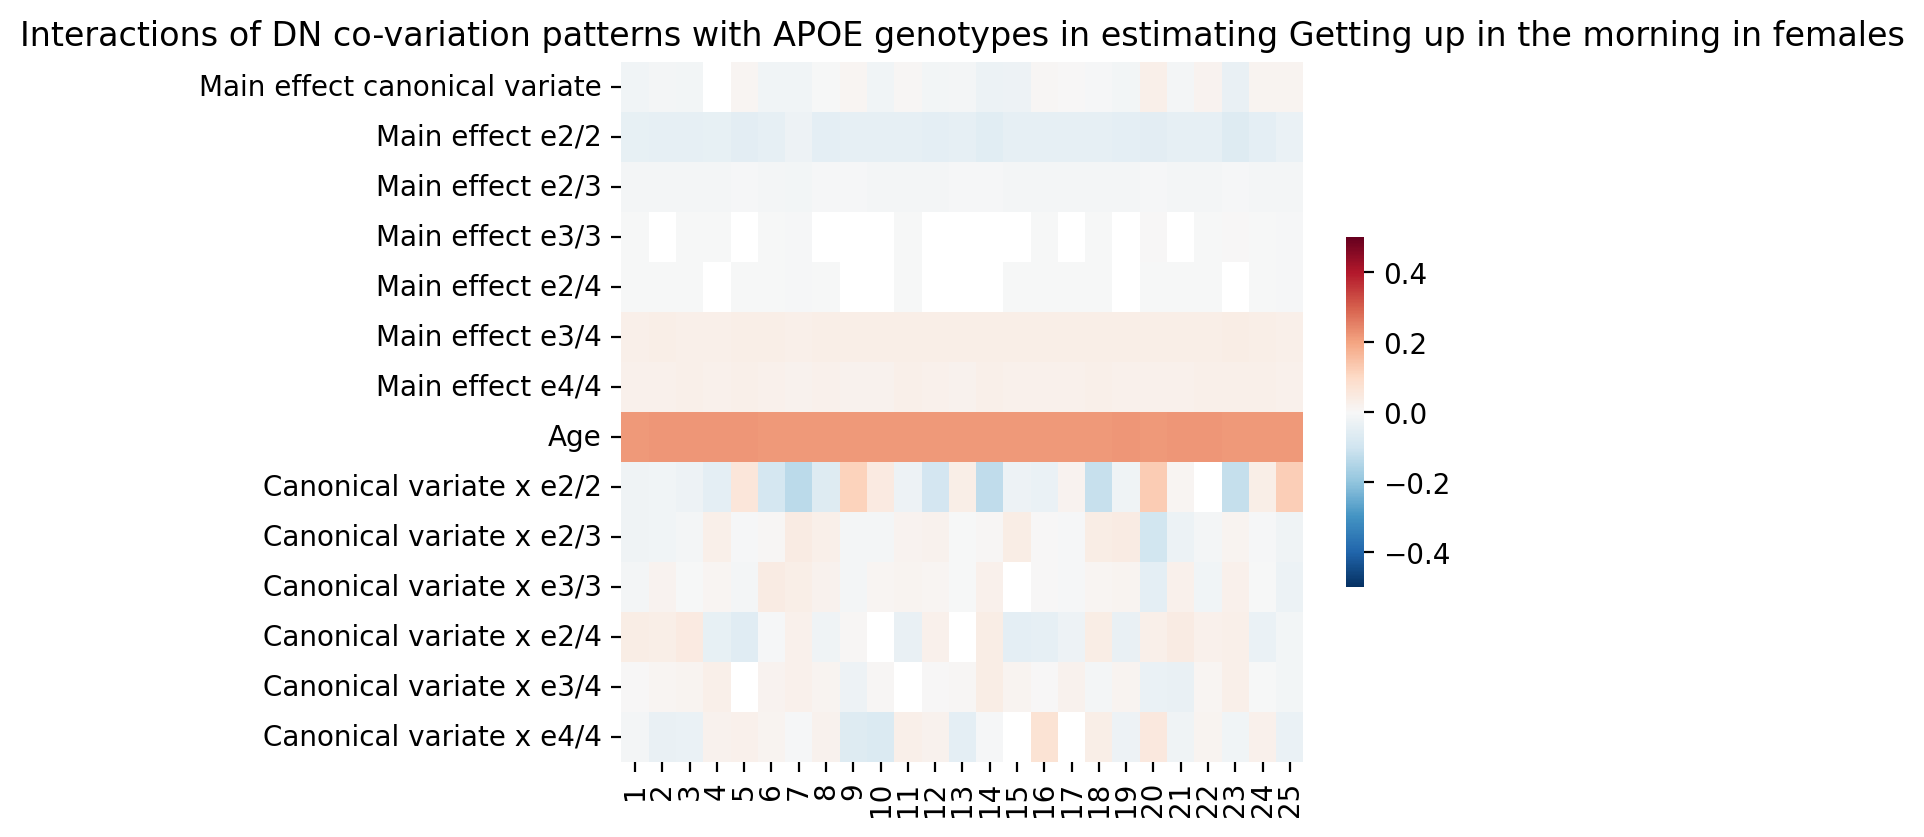 Interactions of DN co-variation patterns with APOE genotypes in estimating Getting up in the morning in females
Main effect canonical variate
Main effect e2/2
Main effect e2/3
Main effect e3/3
Main effect e2/4
Main effect e3/4
Main effect e4/4
Age
Canonical variate x e2/2
Canonical variate x e2/3
Canonical variate x e3/3
Canonical variate x e2/4
Canonical variate x e3/4
Canonical variate x e4/4
1 2 3 4 5 6 7 8 9 10 11 12 13 14 15 16 17 18 19 20 21 22 23 24 25
0.4
0.2
0.0
−0.2
−0.4